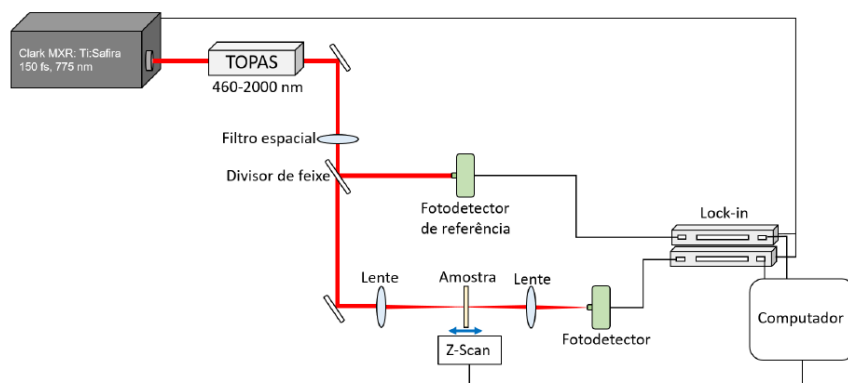 Clark MXR: Ti:Safira
150 fs, 775 nm
TOPAS
460-2000 nm
Filtro espacial
Divisor de feixe
Fotodetector
de referência
Lock-in
Lente
Amostra
Lente
Z-Scan
Fotodetector
Computador